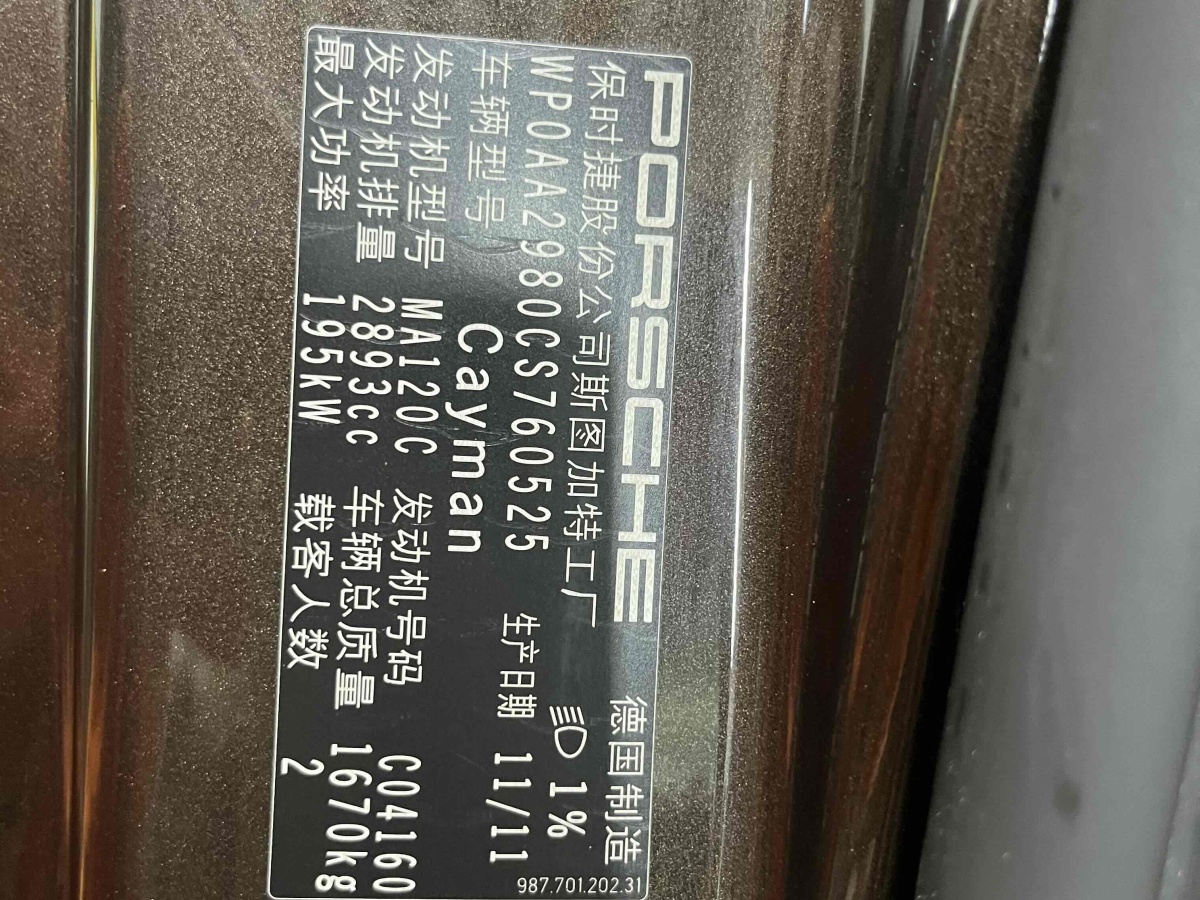 PORSCHE 德国制造
保时捷股份公司斯图加特工厂 1%
WP0AA2980CS760525 生产日期 11/11
车辆型号 Cayman
发动机型号 MA120C 发动机号码 C04160
发动机排量 2893cc 车辆总质量 1670kg
最大功率 195kW 载客人数 2
987.701.202.31